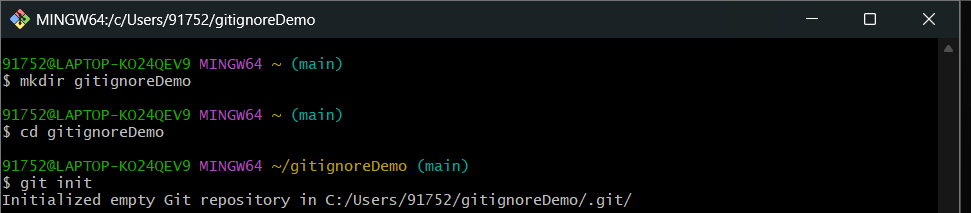 MINGW64:/c/Users/91752/gitignoreDemo
91752@LAPTOP-KO24QEV9 MINGW64 ~ (main)
$ mkdir gitignoreDemo
91752@LAPTOP-KO24QEV9 MINGW64 ~ (main)
$ cd gitignoreDemo
91752@LAPTOP-KO24QEV9 MINGW64 ~/gitignoreDemo (main)
$ git init
Initialized empty Git repository in C:/Users/91752/gitignoreDemo/.git/